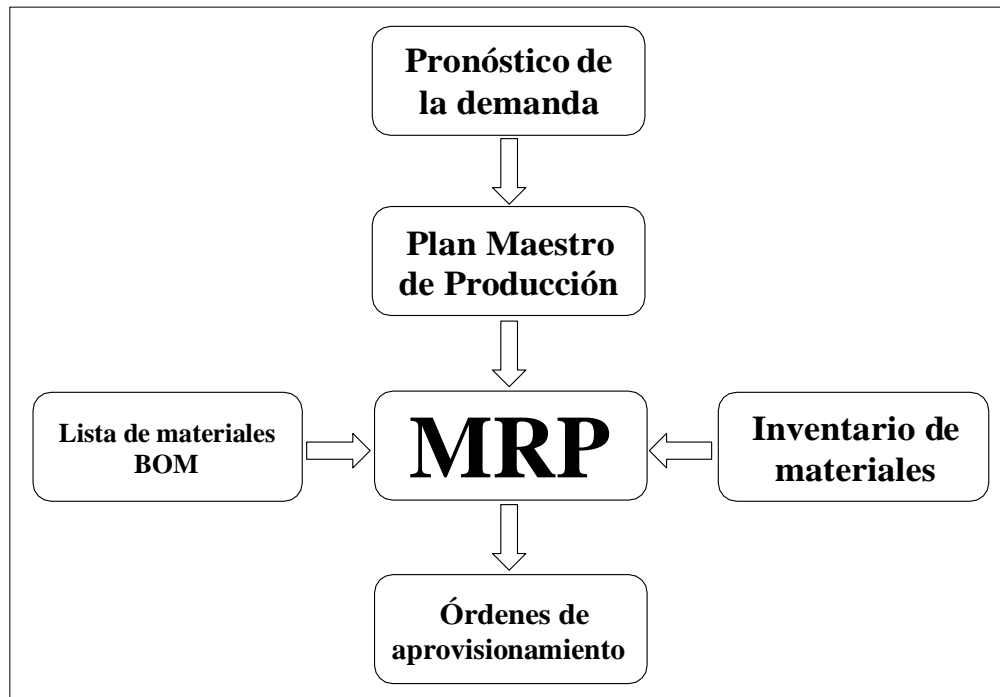 Pronóstico de
la demanda
Plan Maestro
de Producción
Lista de materiales
BOM
MRP
Inventario de
materiales
Órdenes de
aprovisionamiento